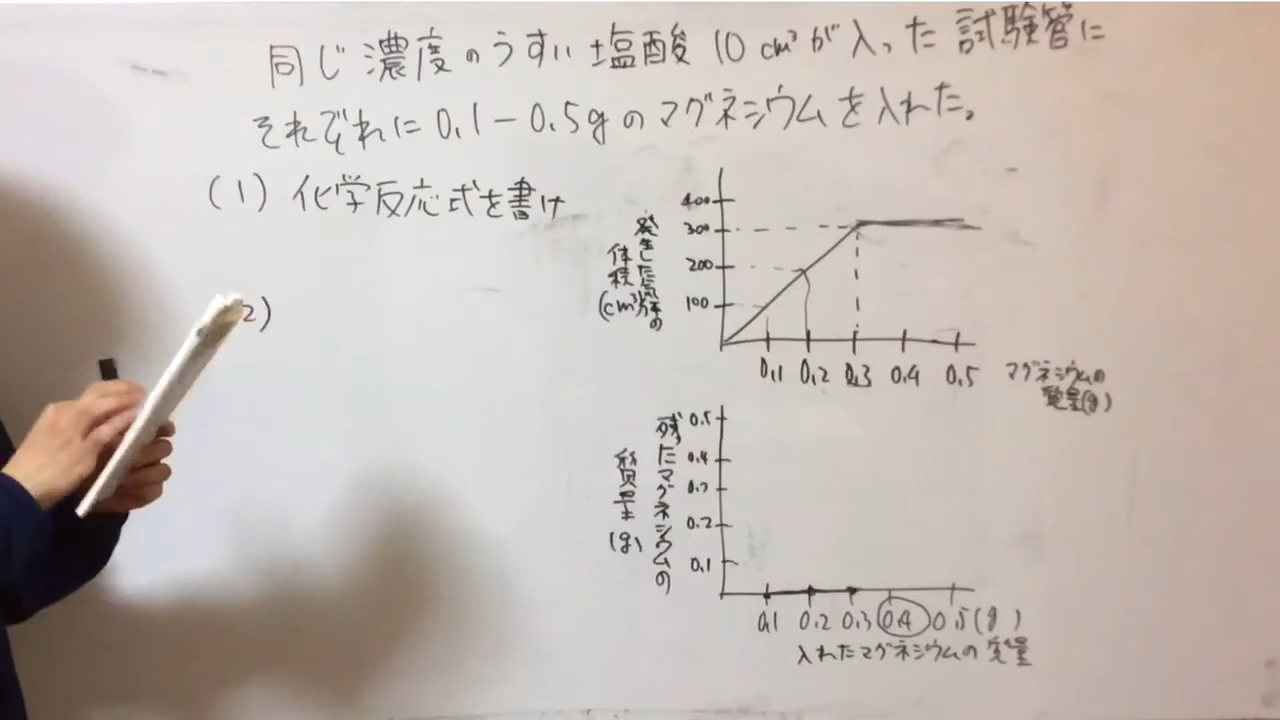 同じ濃度のうすい塩酸10cm³が入った試験管に
それぞれに0.1-0.5gのマグネシウムを入れた。
(1) 化学反応式を書け
2)
発生した気体の
体積
(cm³)
400
300
200
100
0.1 0.2 0.3 0.4 0.5
マグネシウムの
質量(g)
残ったマグネシウムの
質量
(g)
0.5
0.4
0.3
0.2
0.1
0.1 0.2 0.3 0.4 0.5(g)
入れたマグネシウムの質量